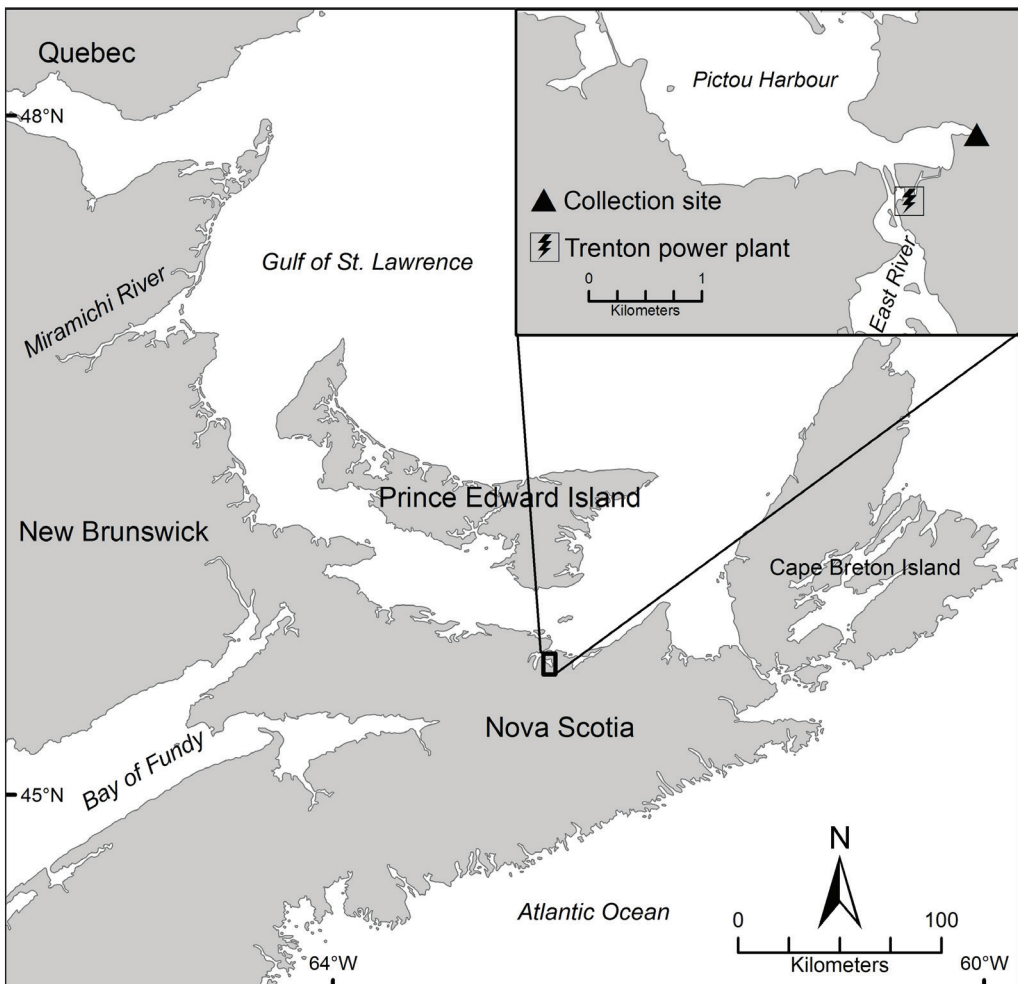 Quebec
Pictou Harbour
48°N
Collection site
Trenton power plant
0 1
Kilometers
East River
Gulf of St. Lawrence
Miramichi River
Prince Edward Island
New Brunswick
Cape Breton Island
Nova Scotia
Bay of Fundy
45°N
N
Atlantic Ocean
0 100
Kilometers
64°W
60°W